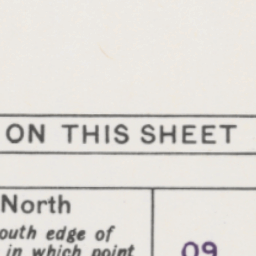 ON THIS SHEET
North
outh edge of
in which point
09